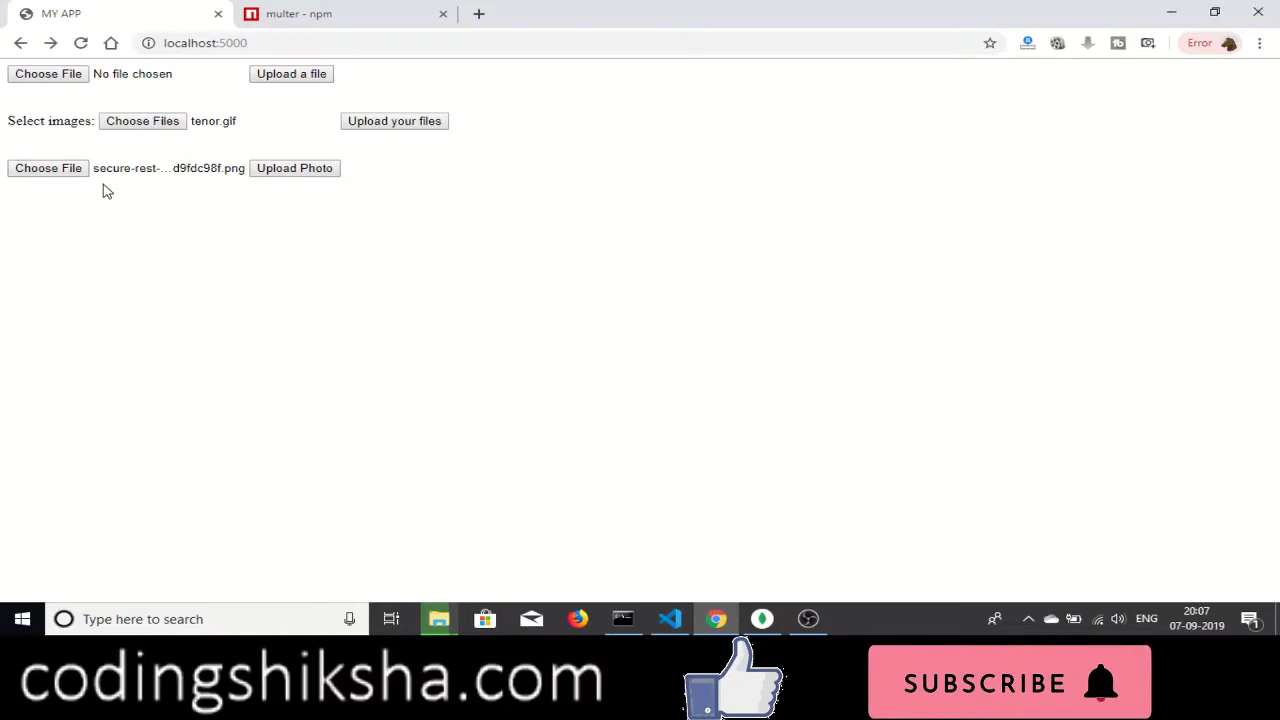 MY APP
multer - npm
localhost:5000
Error
Choose File No file chosen Upload a file
Select images: Choose Files tenor.gif Upload your files
Choose File secure-rest-...d9fdc98f.png Upload Photo
Type here to search
ENG
20:07
07-09-2019
1
codingshiksha.com
SUBSCRIBE